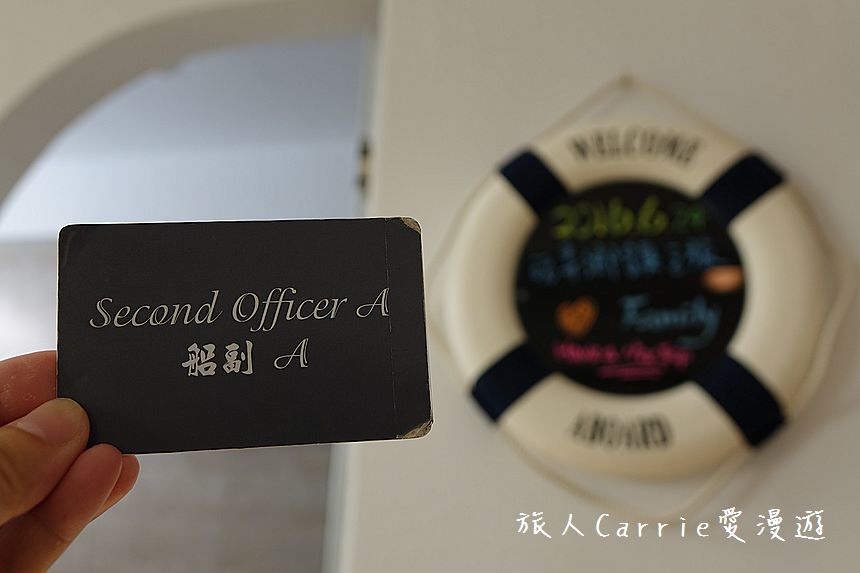 Second Officer A
船副 A
WELCOME
Family
ABOARD
旅人Carrie愛漫遊